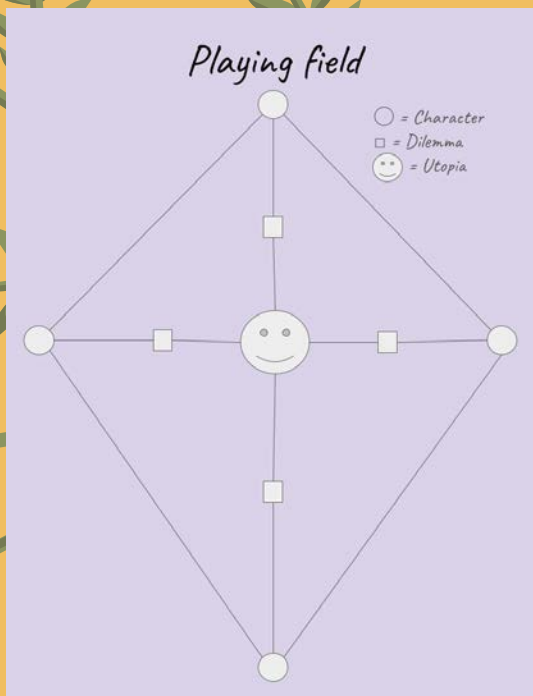 Playing field
= Character
= Dilemma
= Utopia